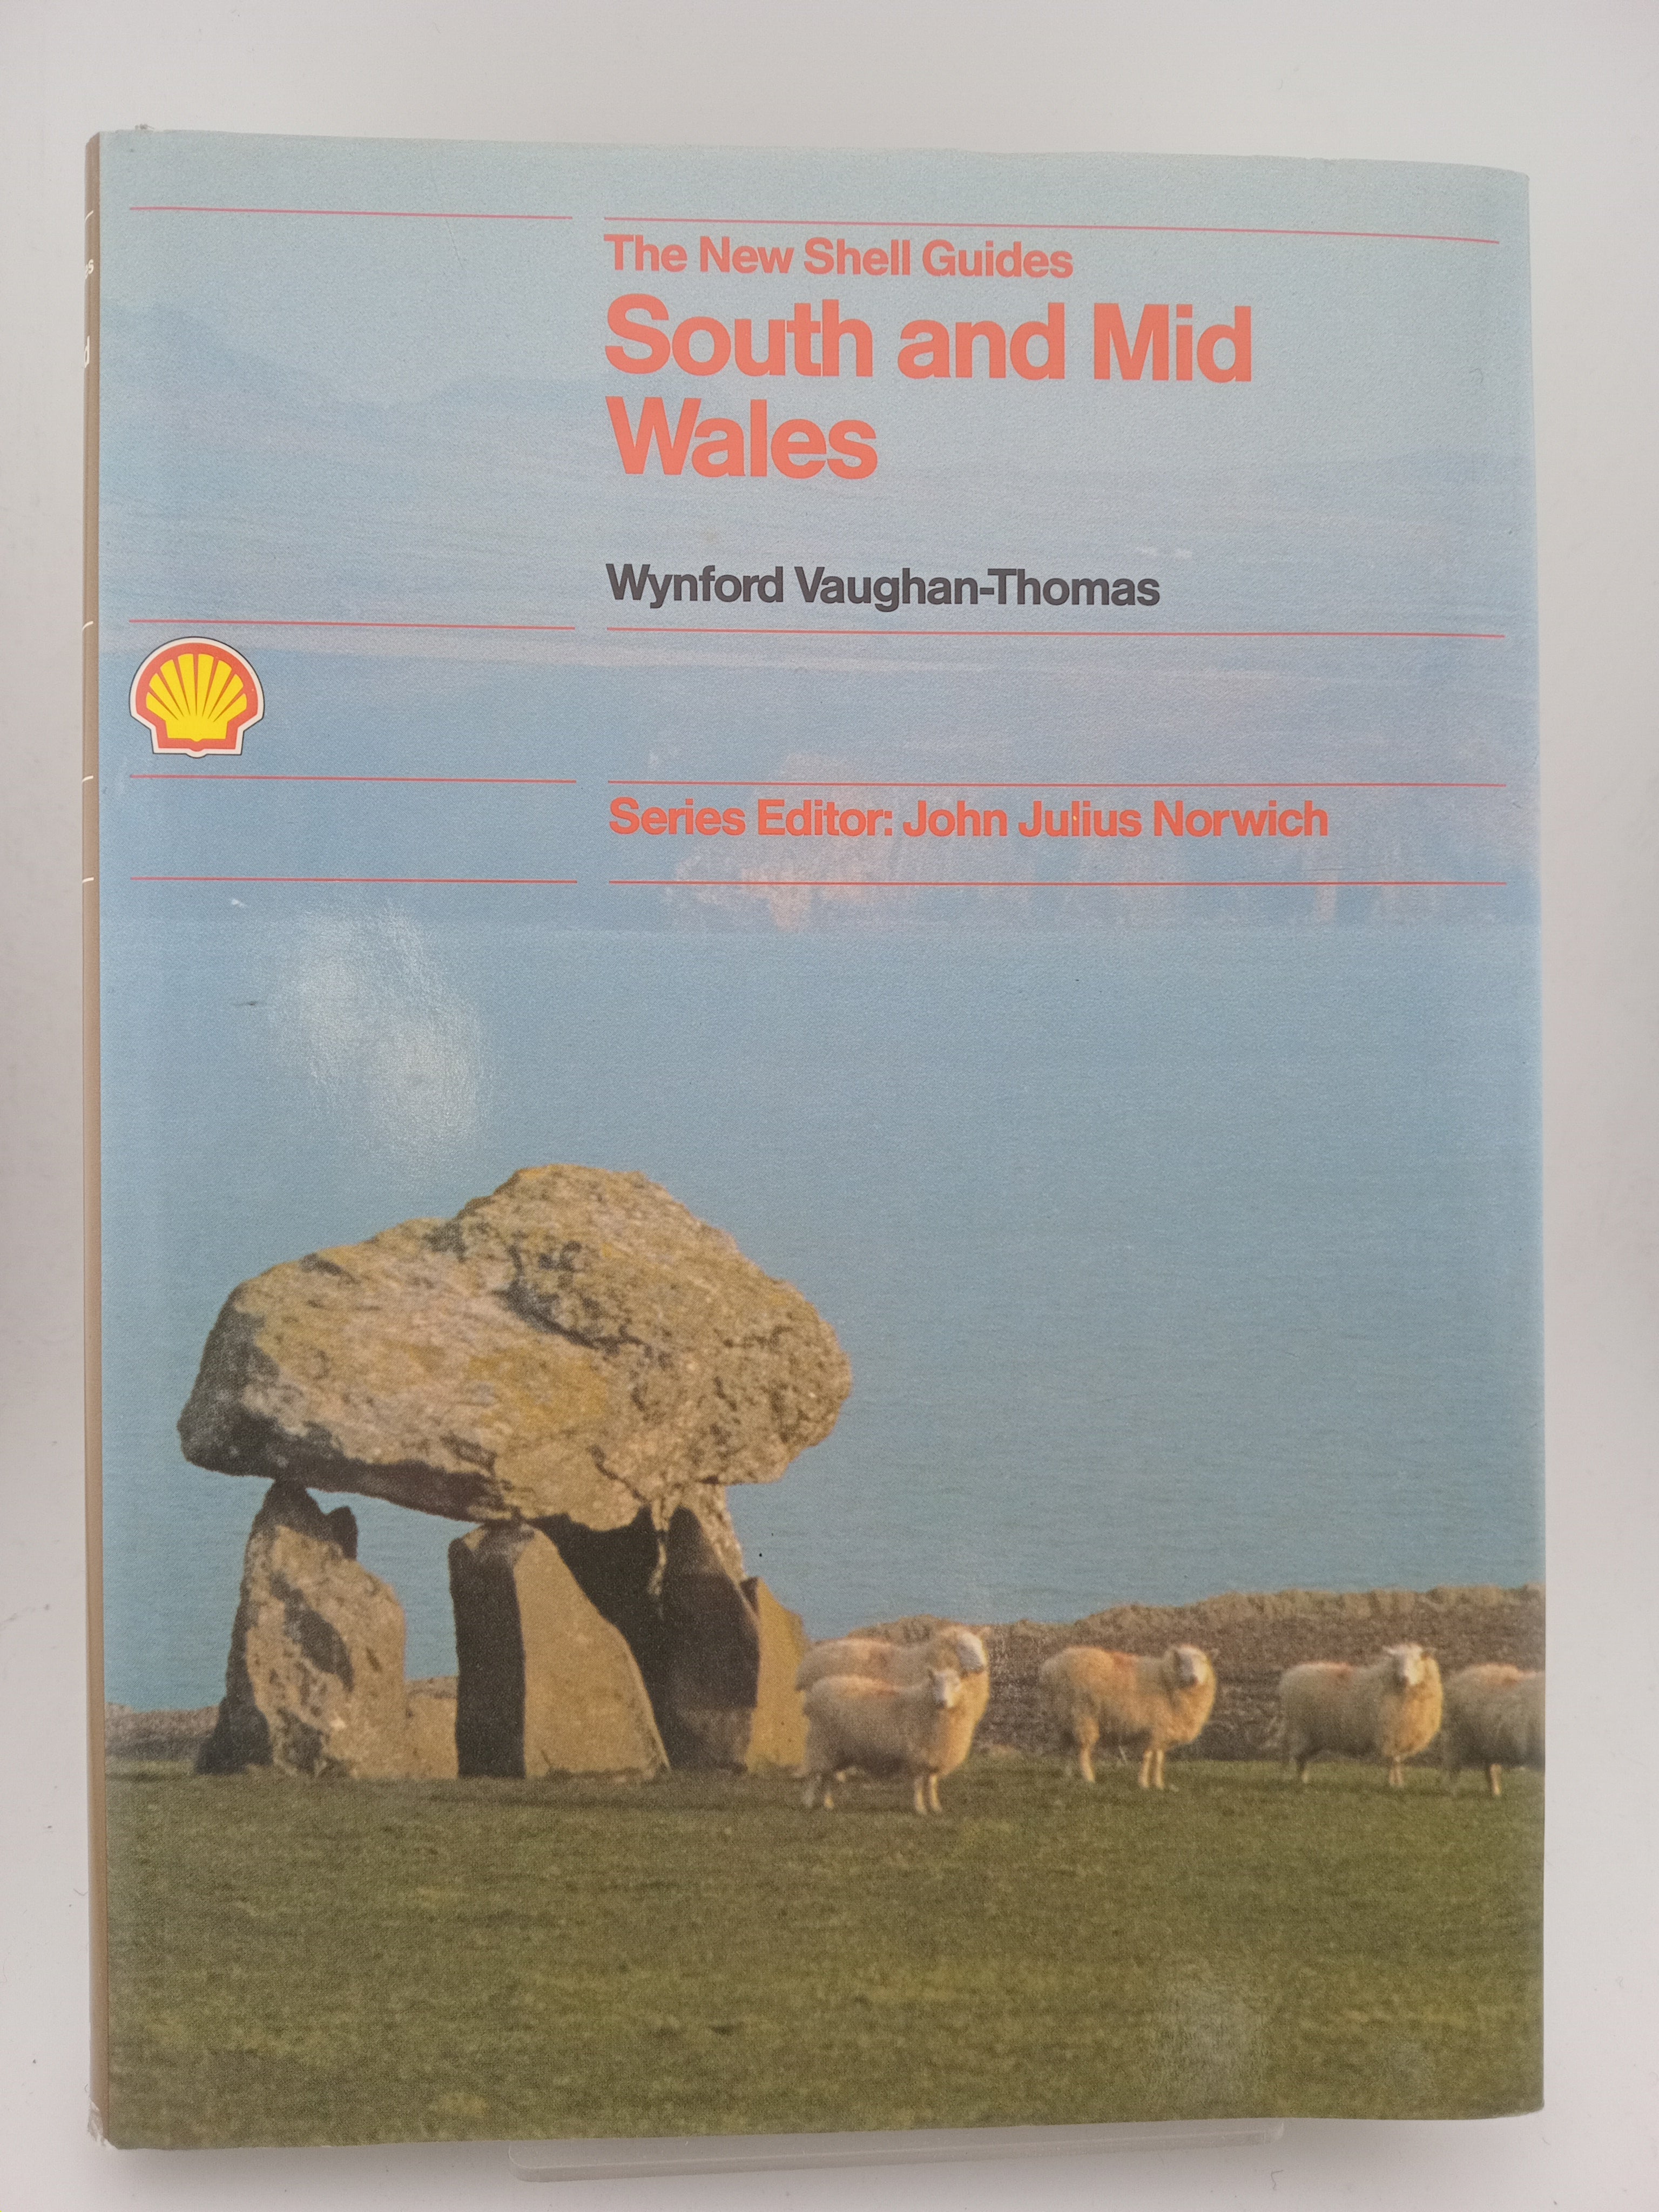 The New Shell Guides
South and Mid
Wales
Wynford Vaughan-Thomas
Series Editor: John Julius Norwich